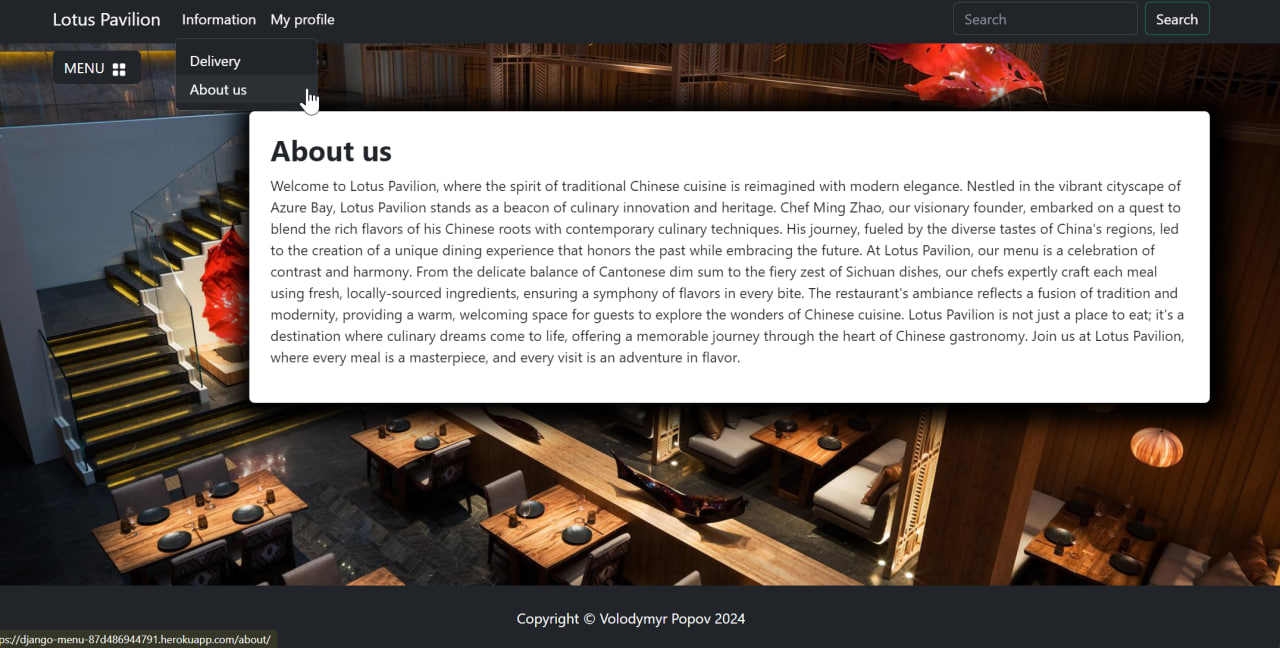 Lotus Pavilion Information My profile Search Search
MENU
Delivery
About us
About us
Welcome to Lotus Pavilion, where the spirit of traditional Chinese cuisine is reimagined with modern elegance. Nestled in the vibrant cityscape of
Azure Bay, Lotus Pavilion stands as a beacon of culinary innovation and heritage. Chef Ming Zhao, our visionary founder, embarked on a quest to
blend the rich flavors of his Chinese roots with contemporary culinary techniques. His journey, fueled by the diverse tastes of China's regions, led
to the creation of a unique dining experience that honors the past while embracing the future. At Lotus Pavilion, our menu is a celebration of
contrast and harmony. From the delicate balance of Cantonese dim sum to the fiery zest of Sichuan dishes, our chefs expertly craft each meal
using fresh, locally-sourced ingredients, ensuring a symphony of flavors in every bite. The restaurant's ambiance reflects a fusion of tradition and
modernity, providing a warm, welcoming space for guests to explore the wonders of Chinese cuisine. Lotus Pavilion is not just a place to eat; it's a
destination where culinary dreams come to life, offering a memorable journey through the heart of Chinese gastronomy. Join us at Lotus Pavilion,
where every meal is a masterpiece, and every visit is an adventure in flavor.
Copyright © Volodymyr Popov 2024
ps://django-menu-87d486944791.herokuapp.com/about/